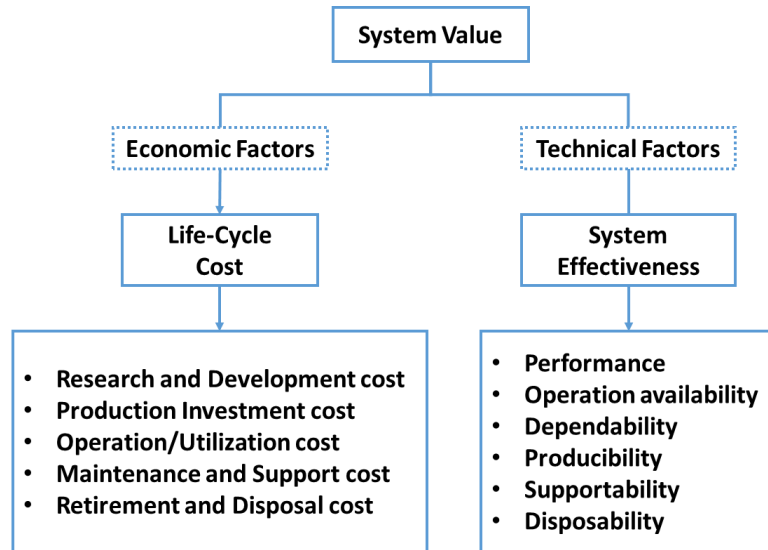 System Value
Economic Factors
Technical Factors
Life-Cycle
Cost
System
Effectiveness
• Research and Development cost
• Production Investment cost
• Operation/Utilization cost
• Maintenance and Support cost
• Retirement and Disposal cost
• Performance
• Operation availability
• Dependability
• Producibility
• Supportability
• Disposability